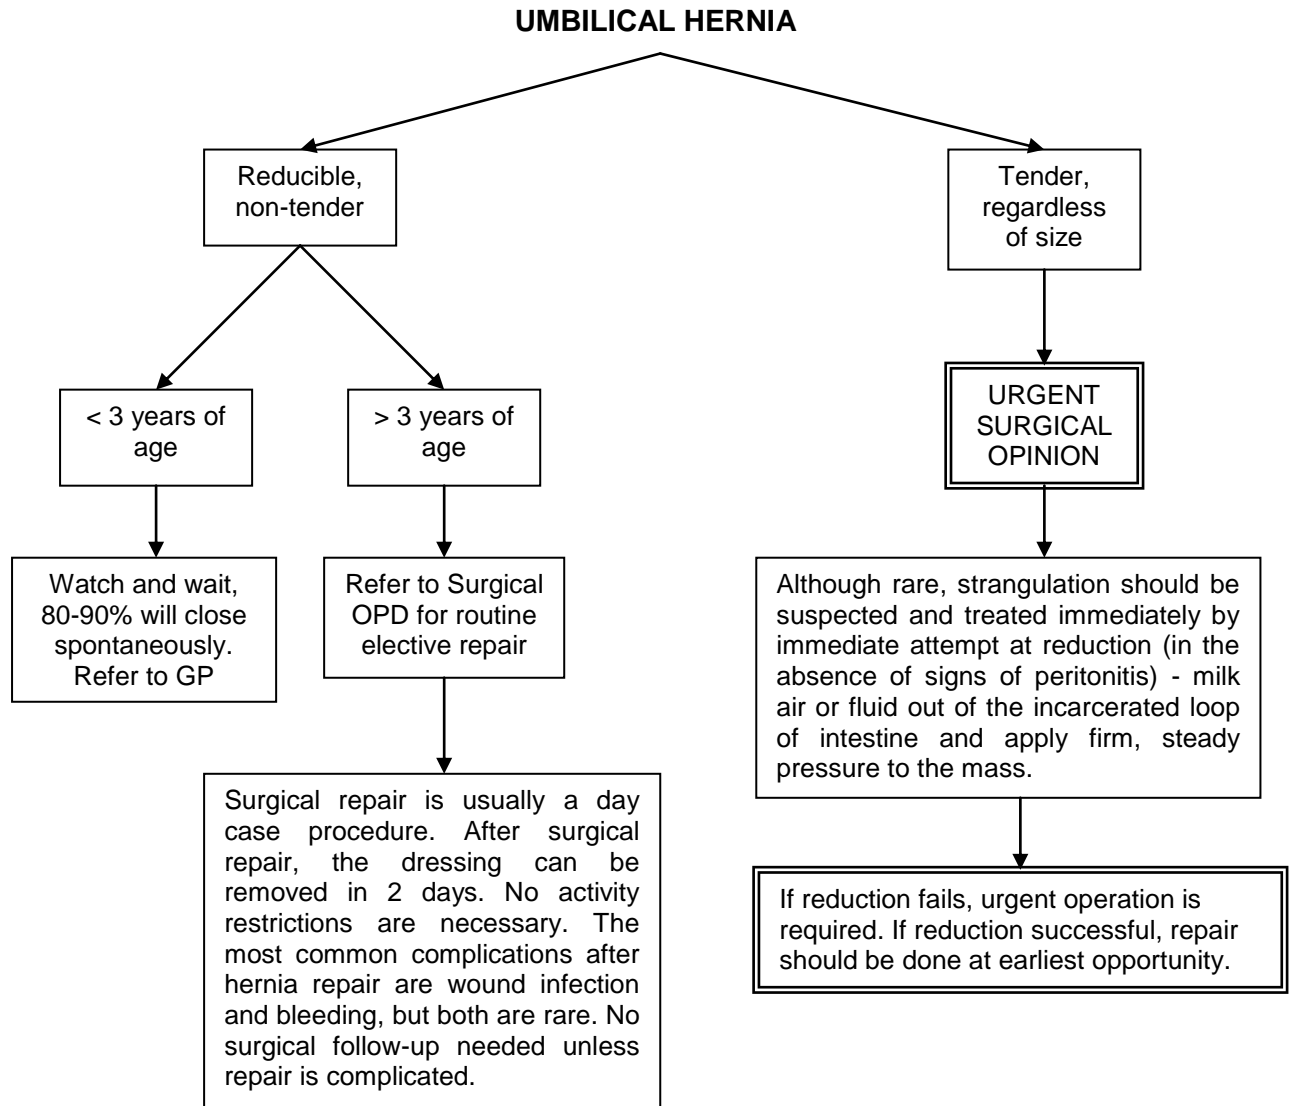 UMBILICAL HERNIA
Reducible,
non-tender
Tender,
regardless
of size
< 3 years of
age
> 3 years of
age
URGENT
SURGICAL
OPINION
Watch and wait,
80-90% will close
spontaneously.
Refer to GP
Refer to Surgical
OPD for routine
elective repair
Although rare, strangulation should be
suspected and treated immediately by
immediate attempt at reduction (in the
absence of signs of peritonitis) - milk
air or fluid out of the incarcerated loop
of intestine and apply firm, steady
pressure to the mass.
Surgical repair is usually a day
case procedure. After surgical
repair, the dressing can be
removed in 2 days. No activity
restrictions are necessary. The
most common complications after
hernia repair are wound infection
and bleeding, but both are rare. No
surgical follow-up needed unless
repair is complicated.
If reduction fails, urgent operation is
required. If reduction successful, repair
should be done at earliest opportunity.